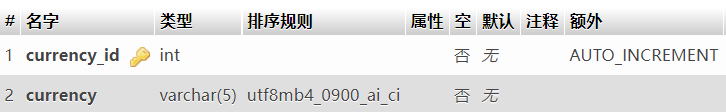 # 名字 类型 排序规则 属性 空 默认 注释 额外
1 currency_id int 否 无 AUTO_INCREMENT
2 currency varchar(5) utf8mb4_0900_ai_ci 否 无